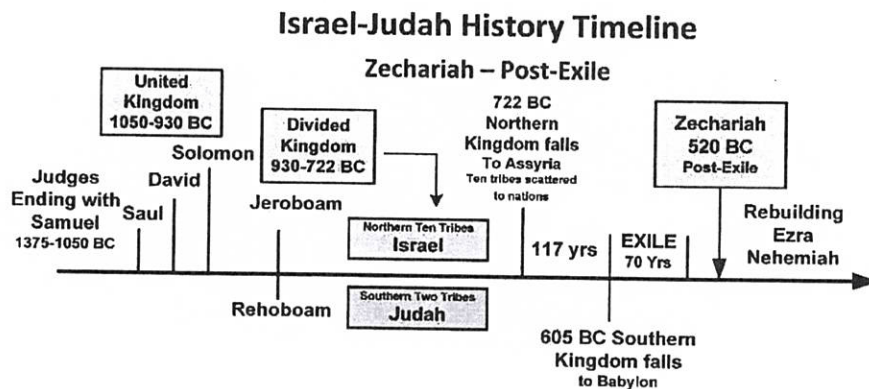 Israel-Judah History Timeline
Zechariah – Post-Exile
United
Kingdom
1050-930 BC
Divided
Kingdom
930-722 BC
722 BC
Northern
Kingdom falls
To Assyria
Ten tribes scattered
to nations
Zechariah
520 BC
Post-Exile
Judges
Ending with
Samuel
1375-1050 BC
Saul
David
Solomon
Jeroboam
Rehoboam
Northern Ten Tribes
Israel
Southern Two Tribes
Judah
117 yrs
EXILE
70 Yrs
Rebuilding
Ezra
Nehemiah
605 BC Southern
Kingdom falls
to Babylon